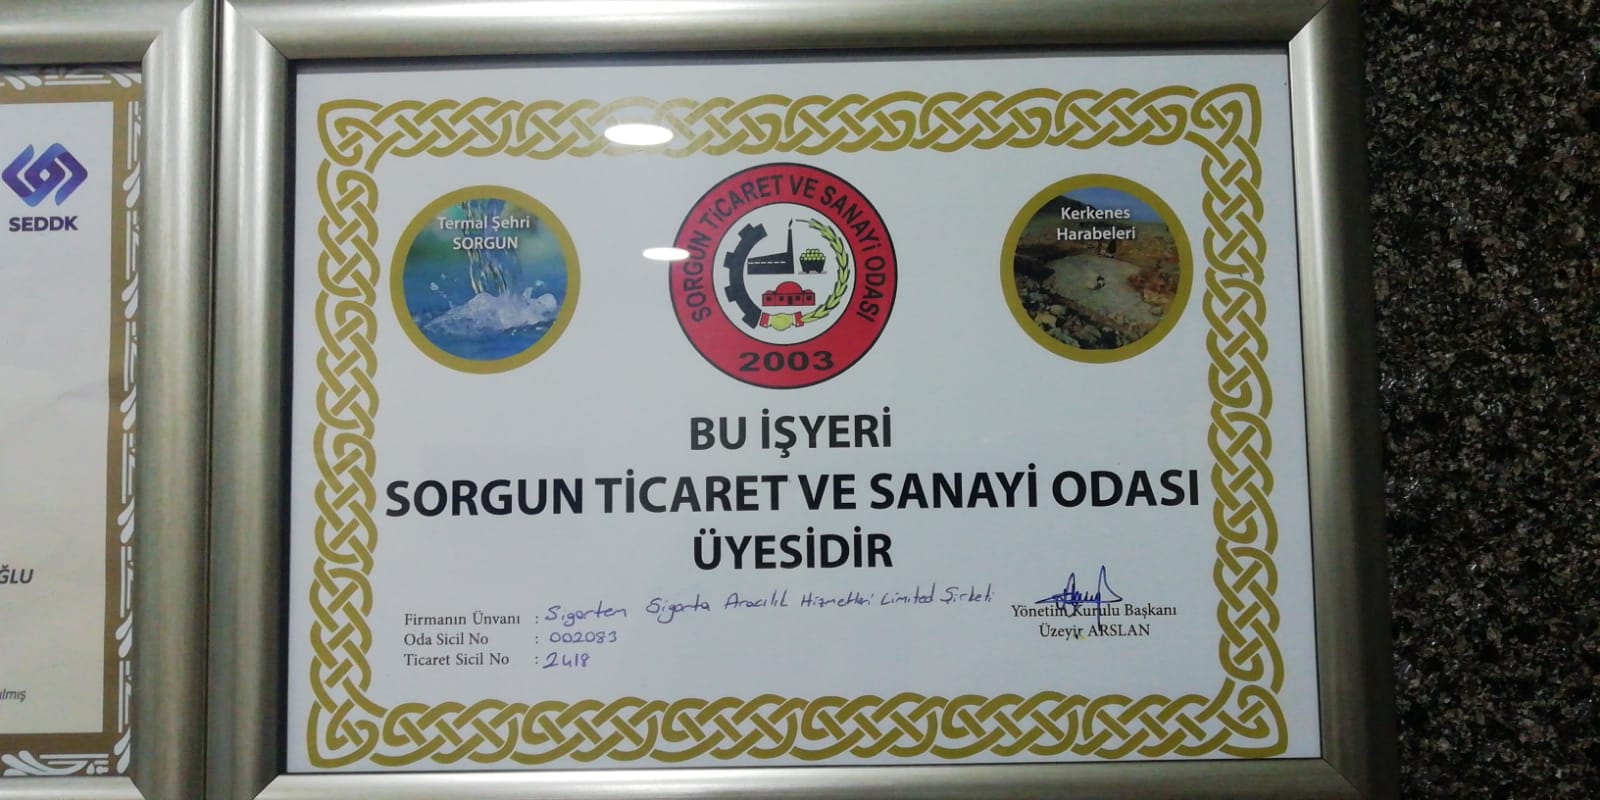 SEDDK
ĞLU
ılmış
Termal Şehri
SORGUN
SORGUN TİCARET VE SANAYİ ODASI
2003
Kerkenes
Harabeleri
BU İŞYERİ
SORGUN TİCARET VE SANAYİ ODASI
ÜYESİDİR
Firmanın Ünvanı : Sigorten Sigorta Aracılık Hizmetleri Limited Şirketi
Oda Sicil No : 002083
Ticaret Sicil No : 2418
Yönetim Kurulu Başkanı
Üzeyir ARSLAN